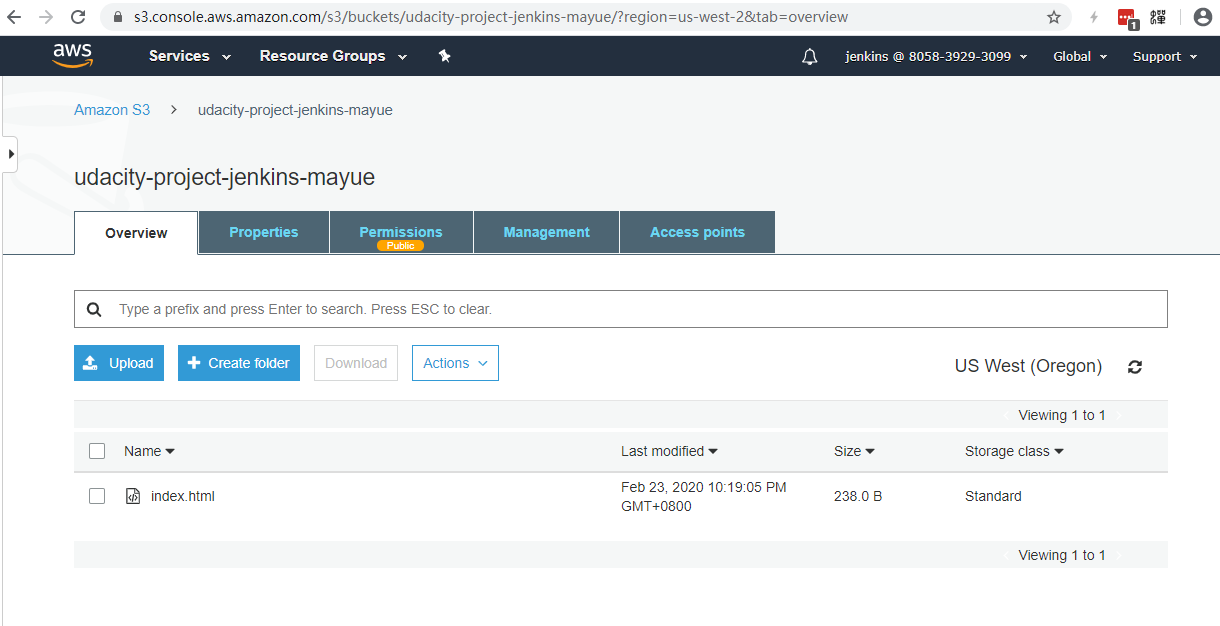 s3.console.aws.amazon.com/s3/buckets/udacity-project-jenkins-mayue/?region=us-west-2&tab=overview
1
aws Services Resource Groups jenkins @ 8058-3929-3099 Global Support
Amazon S3 > udacity-project-jenkins-mayue
udacity-project-jenkins-mayue
Overview Properties Permissions Management Access points
Public
Type a prefix and press Enter to search. Press ESC to clear.
Upload Create folder Download Actions US West (Oregon)
Viewing 1 to 1
Name Last modified Size Storage class
index.html Feb 23, 2020 10:19:05 PM GMT+0800 238.0 B Standard
Viewing 1 to 1